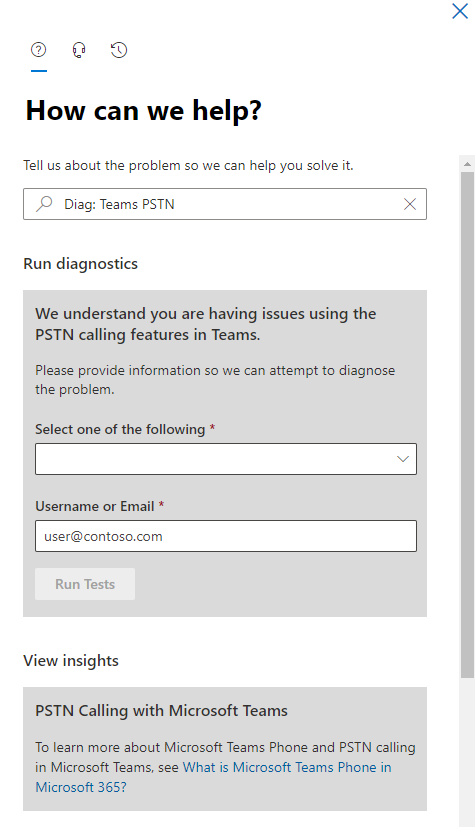 How can we help?
Tell us about the problem so we can help you solve it.
Diag: Teams PSTN
Run diagnostics
We understand you are having issues using the
PSTN calling features in Teams.
Please provide information so we can attempt to diagnose
the problem.
Select one of the following *
Username or Email *
user@contoso.com
Run Tests
View insights
PSTN Calling with Microsoft Teams
To learn more about Microsoft Teams Phone and PSTN calling
in Microsoft Teams, see What is Microsoft Teams Phone in
Microsoft 365?